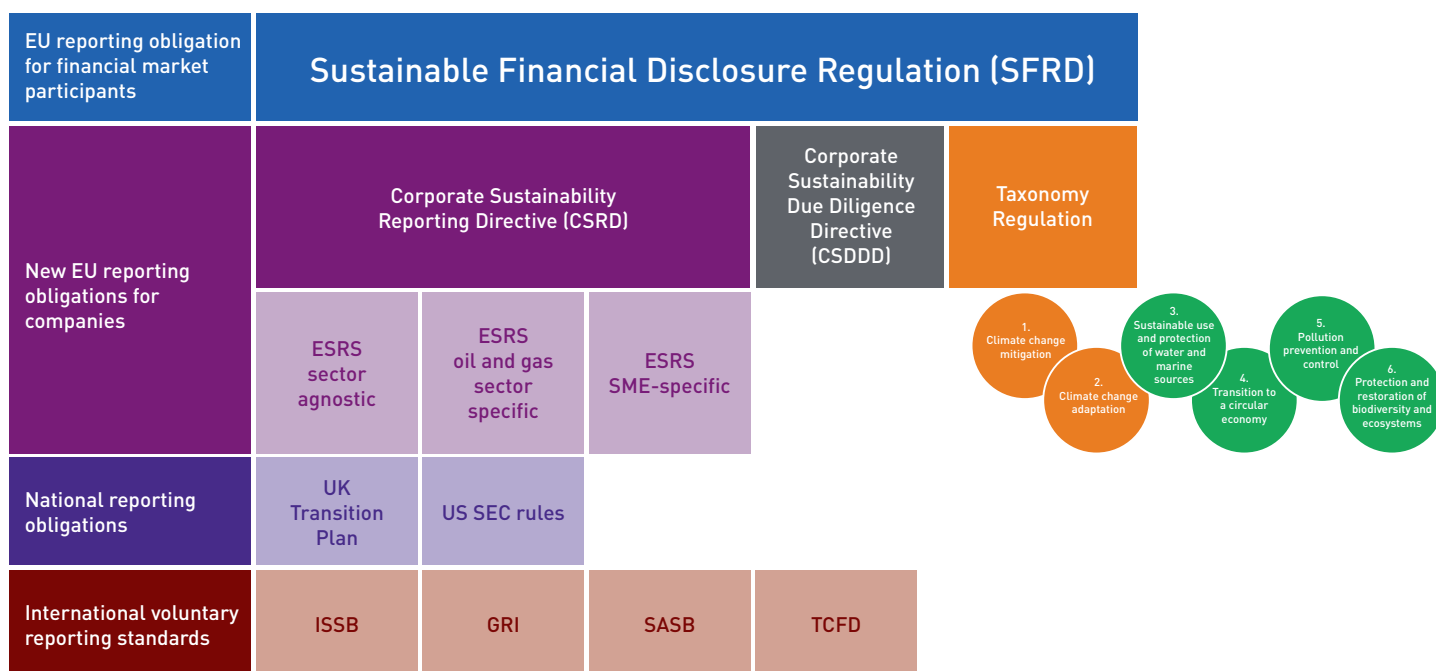 EU reporting obligation
for financial market
participants
Sustainable Financial Disclosure Regulation (SFRD)
New EU reporting
obligations for
companies
Corporate Sustainability
Reporting Directive (CSRD)
Corporate
Sustainability
Due Diligence
Directive
(CSDDD)
Taxonomy
Regulation
ESRS
sector
agnostic
ESRS
oil and gas
sector
specific
ESRS
SME-specific
1.
Climate change
mitigation
2.
Climate change
adaptation
3.
Sustainable use
and protection
of water and
marine
sources
4.
Transition to
a circular
economy
5.
Pollution
prevention and
control
6.
Protection and
restoration of
biodiversity and
ecosystems
National reporting
obligations
UK
Transition
Plan
US SEC rules
International voluntary
reporting standards
ISSB
GRI
SASB
TCFD